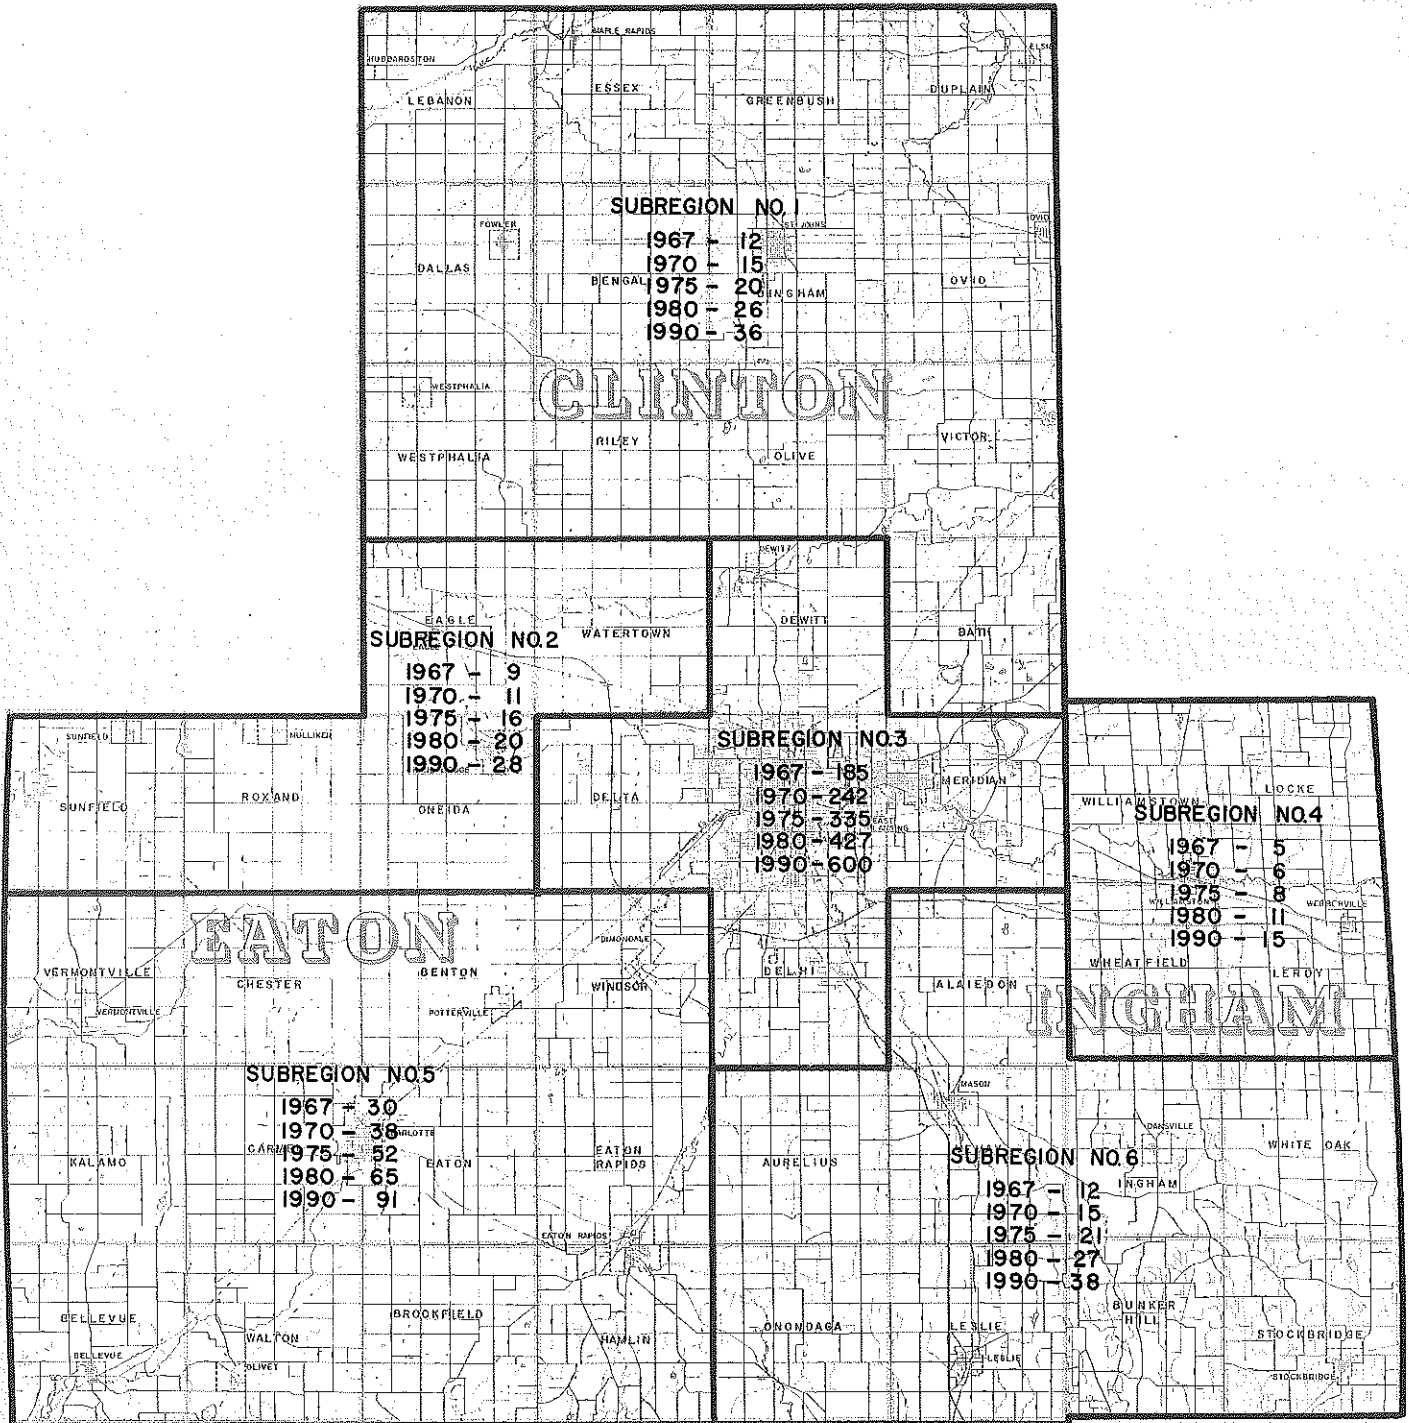 MAPLE RAPIDS
ELSIE
HUBBARDSTON
LEBANON
ESSEX
GREENBUSH
DUPLAIN
SUBREGION NO. 1
FOWLER
ST. JOHNS
OVID
1967 - 12
1970 - 15
1975 - 20
1980 - 26
1990 - 36
DALLAS
BENGAL
BINGHAM
OVID
WESTPHALIA
CLINTON
WESTPHALIA
RILEY
OLIVE
VICTOR
DEWITT
EAGLE
WATERTOWN
DEWITT
BATH
SUBREGION NO. 2
EAGLE
1967 - 9
1970 - 11
1975 - 16
1980 - 20
1990 - 28
SUNFIELD
MULLIKEN
SUNFIELD
ROXAND
ONEIDA
SUBREGION NO. 3
1967 - 185
1970 - 242
1975 - 335
1980 - 427
1990 - 600
DELTA
MERIDIAN
EAST
LANSING
WILLIAMSTOWN
LOCKE
SUBREGION NO. 4
1967 - 5
1970 - 6
1975 - 8
1980 - 11
1990 - 15
WILLIAMSTON
WEBBERVILLE
WHEATFIELD
LEROY
EATON
DIMONDALE
VERMONTVILLE
CHESTER
BENTON
WINDSOR
DELHI
ALAIEDON
INGHAM
VERMONTVILLE
POTTERVILLE
SUBREGION NO. 5
1967 - 30
1970 - 38
1975 - 52
1980 - 65
1990 - 91
CHARLOTTE
KALAMO
EATON
EATON
RAPIDS
AURELIUS
MASON
DANSVILLE
WHITE OAK
SUBREGION NO. 6
INGHAM
1967 - 12
1970 - 15
1975 - 21
1980 - 27
1990 - 38
EATON RAPIDS
BELLEVUE
BROCKFIELD
BUNKER
HILL
WALTON
HAMLIN
ONONDAGA
LESLIE
STOCKBRIDGE
BELLEVUE
OLIVET
LESLIE
STOCKBRIDGE